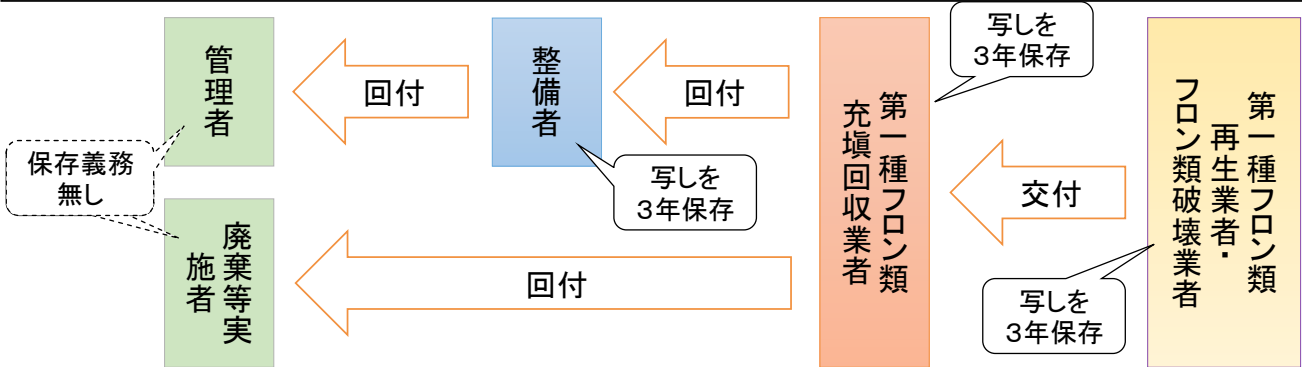 管理者
保存義務
無し
廃棄等実
施者
回付
整備者
写しを
3年保存
回付
回付
第一種フロン類
充塡回収業者
写しを
3年保存
交付
第一種フロン類
再生業者・
フロン類破壊業者
写しを
3年保存